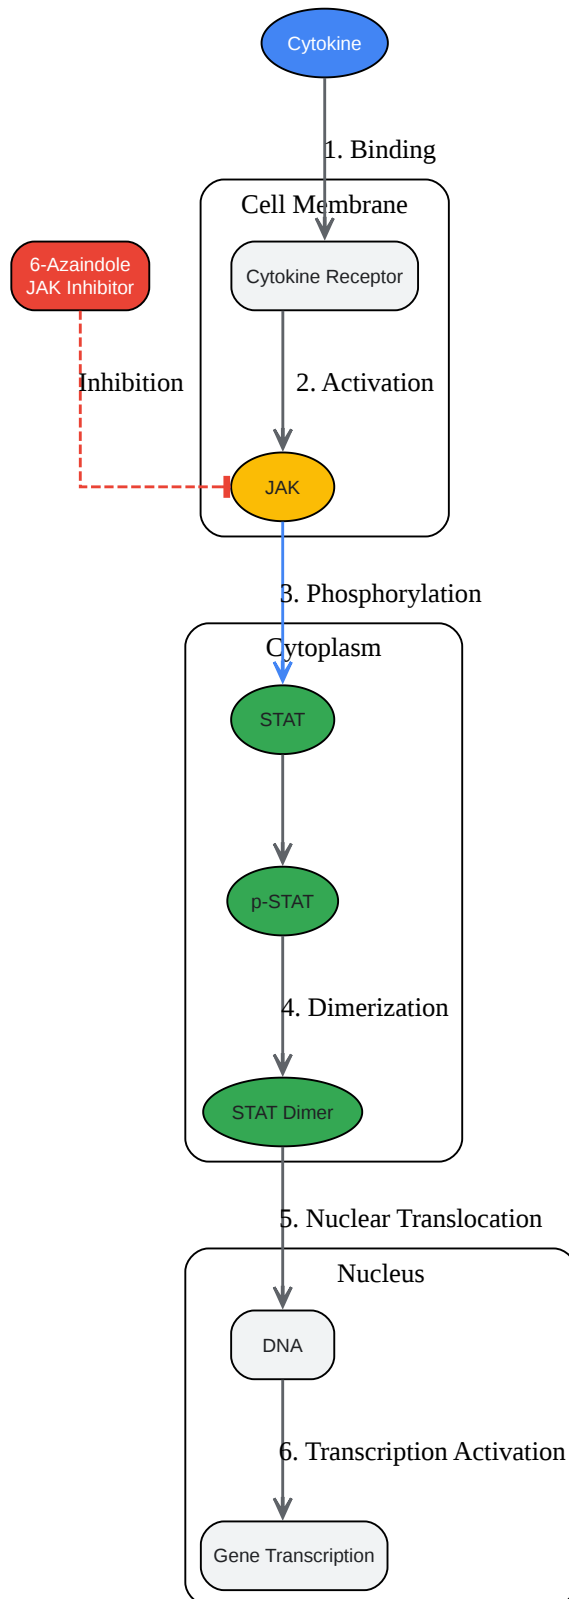 Cytokine
1. Binding
Cell Membrane
6-Azaindole
JAK Inhibitor
Cytokine Receptor
Inhibition
2. Activation
JAK
3. Phosphorylation
Cytoplasm
STAT
p-STAT
4. Dimerization
STAT Dimer
5. Nuclear Translocation
Nucleus
DNA
6. Transcription Activation
Gene Transcription